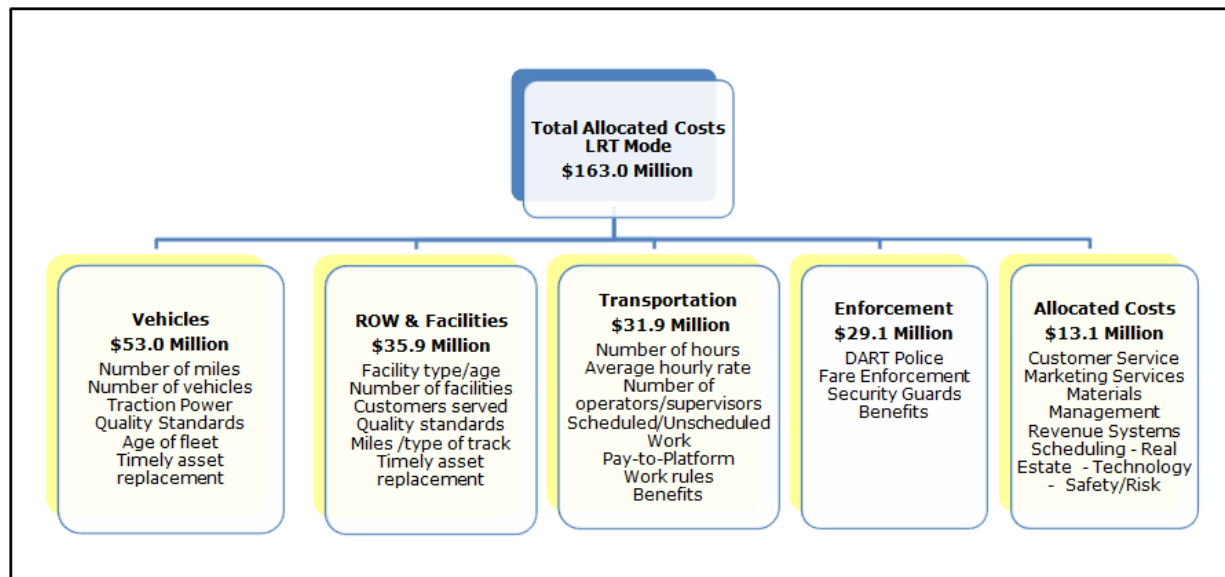 Total Allocated Costs
LRT Mode
$163.0 Million
Vehicles
$53.0 Million
Number of miles
Number of vehicles
Traction Power
Quality Standards
Age of fleet
Timely asset
replacement
ROW & Facilities
$35.9 Million
Facility type/age
Number of facilities
Customers served
Quality standards
Miles /type of track
Timely asset
replacement
Transportation
$31.9 Million
Number of hours
Average hourly rate
Number of
operators/supervisors
Scheduled/Unscheduled
Work
Pay-to-Platform
Work rules
Benefits
Enforcement
$29.1 Million
DART Police
Fare Enforcement
Security Guards
Benefits
Allocated Costs
$13.1 Million
Customer Service
Marketing Services
Materials
Management
Revenue Systems
Scheduling - Real
Estate  - Technology
-  Safety/Risk